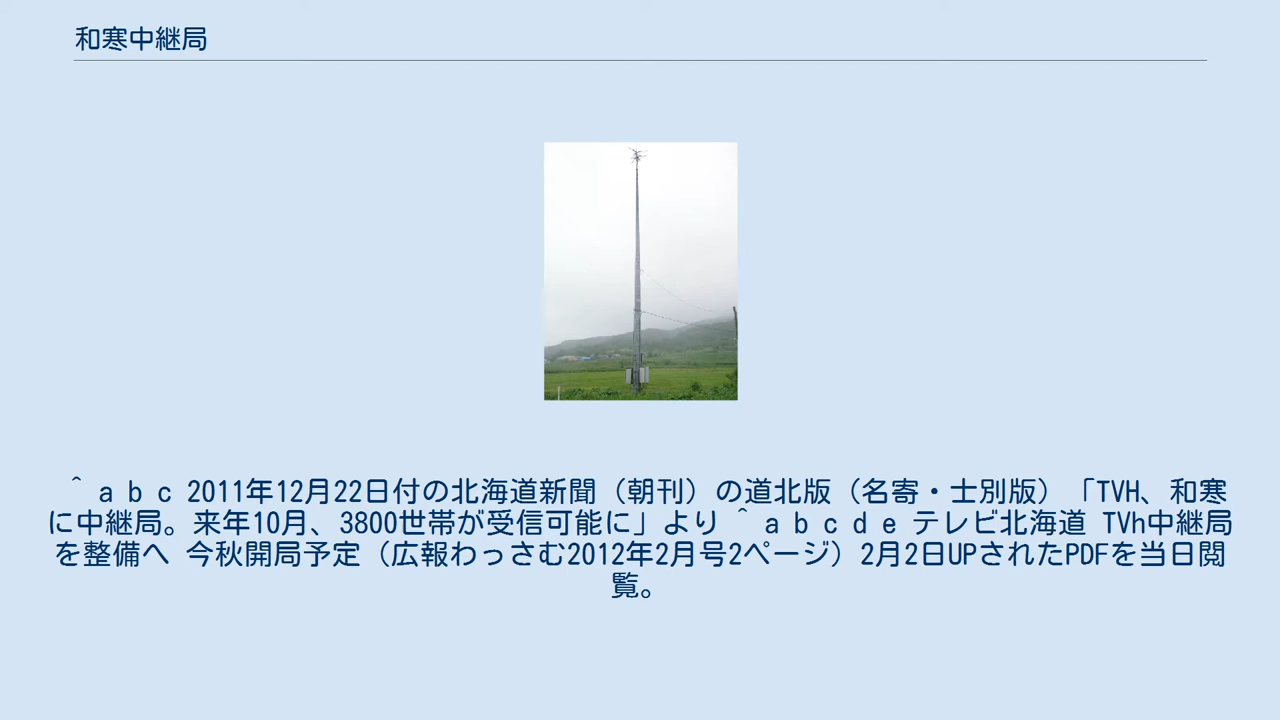 和寒中継局
^ a b c 2011年12月22日付の北海道新聞（朝刊）の道北版（名寄・士別版）「TVH、和寒
に中継局。来年10月、3800世帯が受信可能に」より ^ a b c d e テレビ北海道 TVh中継局
を整備へ 今秋開局予定（広報わっさむ2012年2月号2ページ）2月2日UPされたPDFを当日閲
覧。